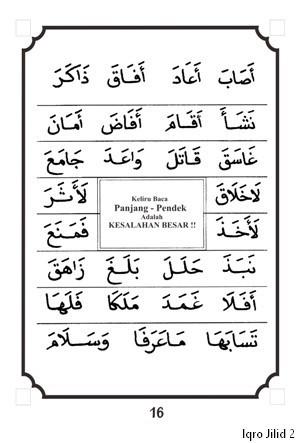 أَصَابَ أَعَادَ أَفَاقَ ذَاكَرَ
نَشَأَ أَقَامَ أَفَاضَ أَمَانَ
غَاسَقَ قَاتَلَ وَاعَدَ جَامَعَ
لَاخَلَاقَ لَأَثَرَ
Keliru Baca
Panjang - Pendek
Adalah
KESALAHAN BESAR !!
لَأَخَذَ فَمَنَعَ
نَبَذَ حَلَلَ بَلَغَ زَاهَقَ
أَفَلَا غَمَدَ مَلَكَا فَلَهَا
تَسَابَهَا مَاعَرَفَا وَسَلَامَ
16
Iqro Jilid 2